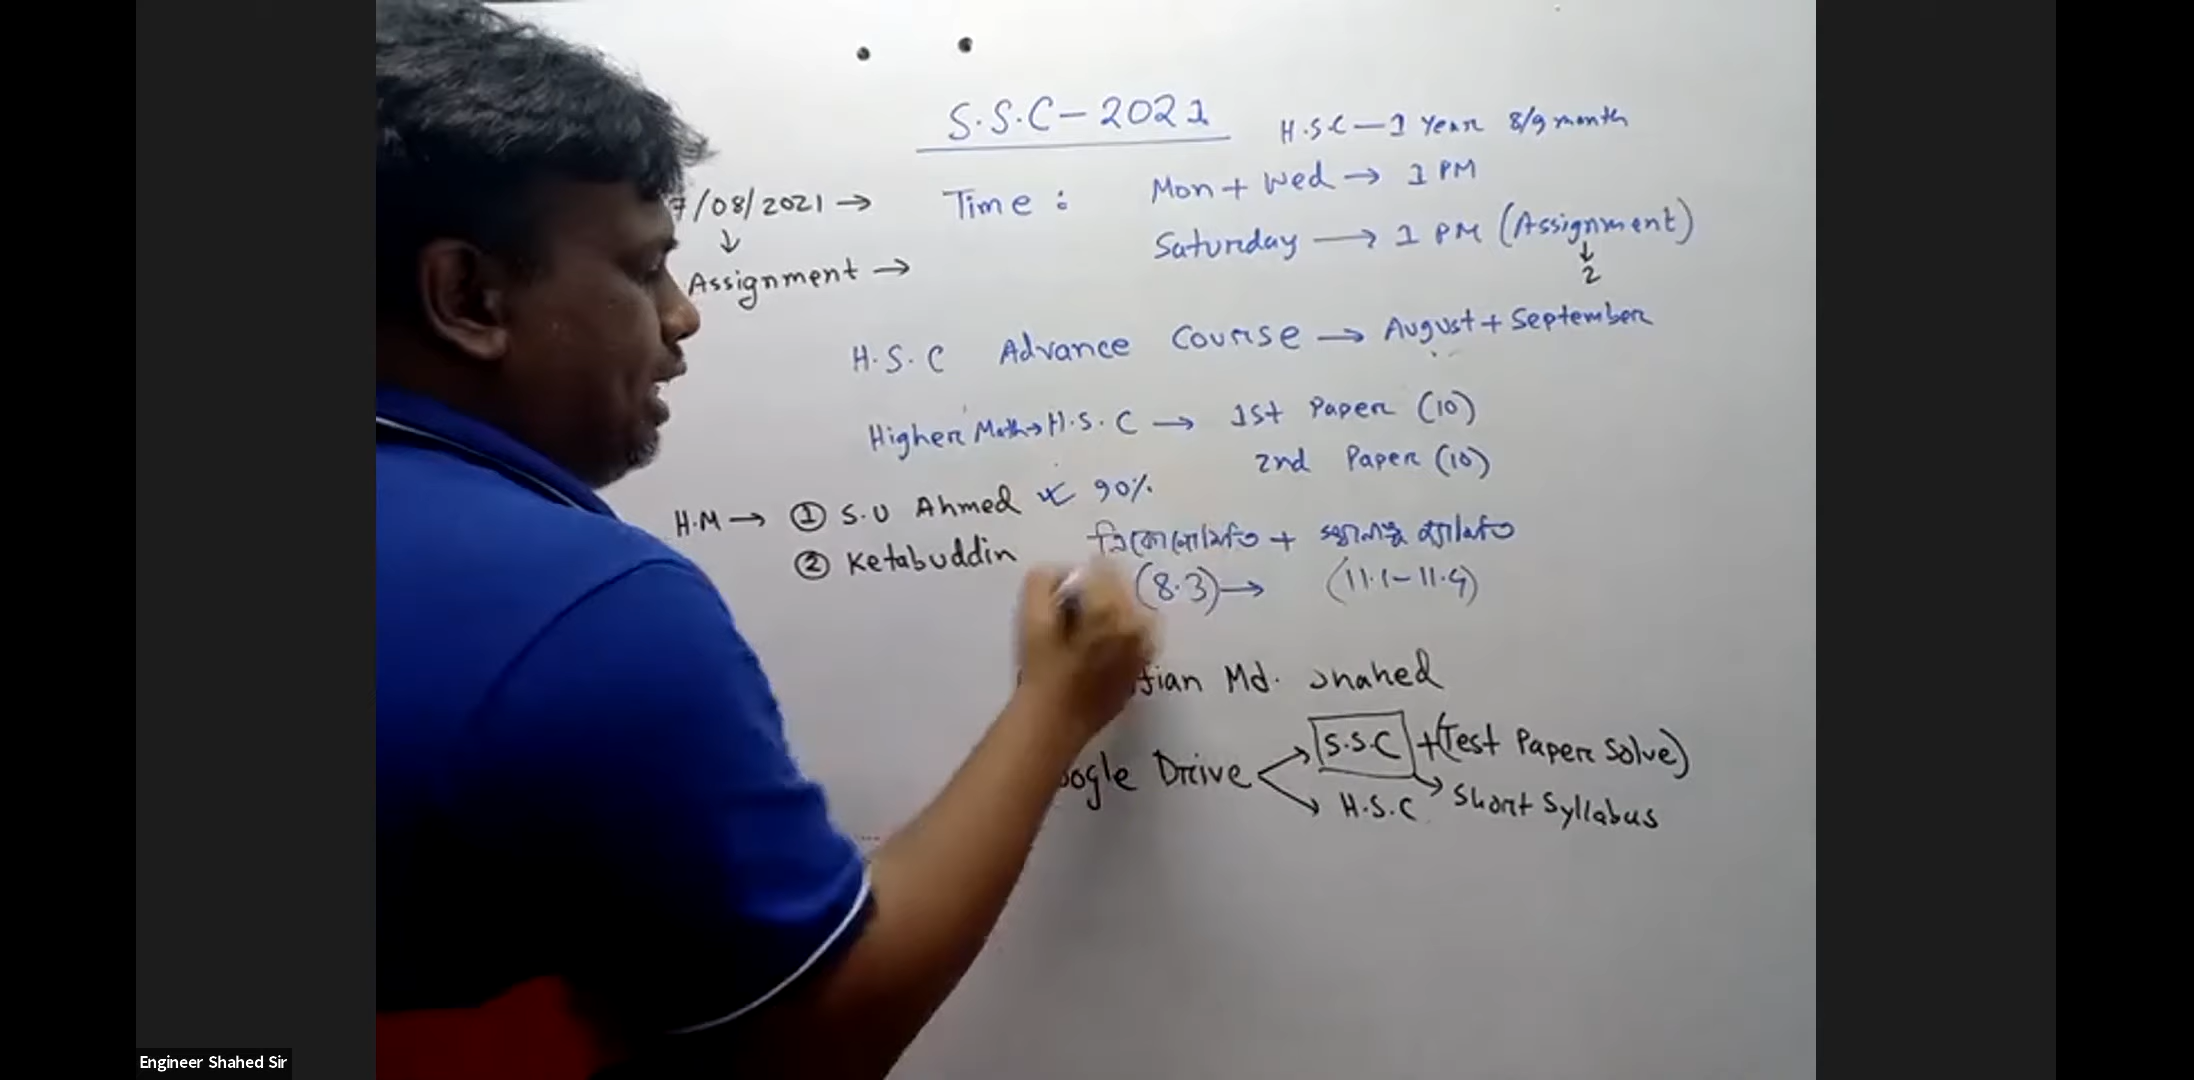 S.S.C - 2021
H.S.C - 1 Year 8/9 month
7/08/2021 →
Time : Mon + Wed → 1 PM
Saturday → 1 PM (Assignment)
↓
2
↓
Assignment →
H.S.C Advance Course → August + September
Higher Math → H.S.C → 1st Paper (10)
2nd Paper (10)
H.M → ① S.U Ahmed 90%
② Ketabuddin
ত্রিকোণোমিতি + স্থানাঙ্ক জ্যামিতি
(8.3) → (11.1 - 11.4)
Md. Shahed
Drive
S.S.C + (Test Paper Solve)
H.S.C
→ Short Syllabus
Engineer Shahed Sir